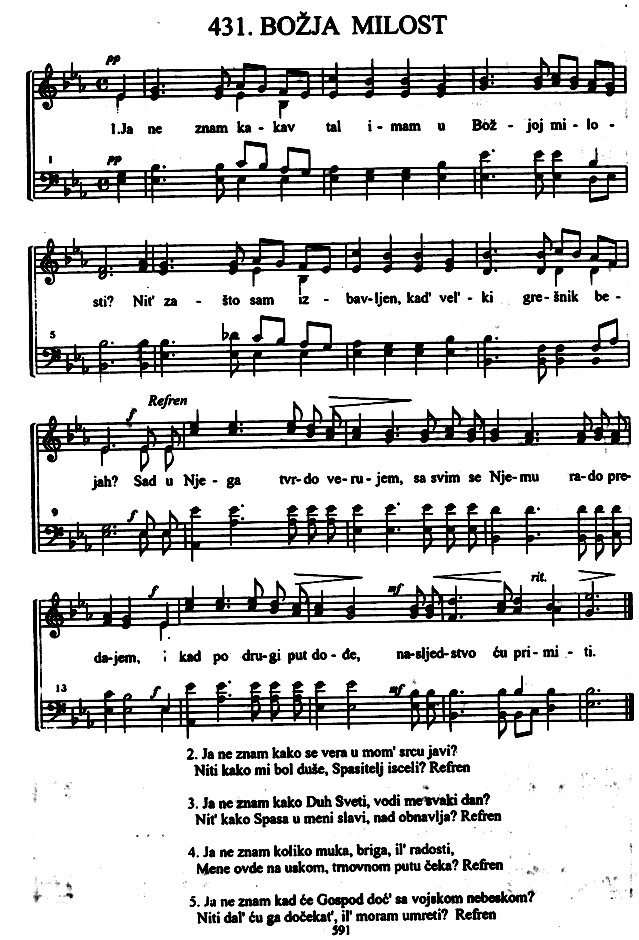 431. BOŽJA MILOST
pp
1.Ja ne znam ka - kav tal i - mam u Bož - joj mi - lo -
1
pp
sti? Nit' za - što sam iz - bav-ljen, kad' vel' - ki gre - šnik be -
5
Refren
f
jah? Sad u Nje - ga tvr-do ve-ru-jem, sa svim se Nje-mu ra-do pre-
9
f
f mf rit.
da-jem, i kad po dru-gi put do-đe, na-sljed-stvo ću pri-mi-ti.
13
f mf
2. Ja ne znam kako se vera u mom' srcu javi?
Niti kako mi bol duše, Spasitelj isceli? Refren
3. Ja ne znam kako Duh Sveti, vodi me svaki dan?
Nit' kako Spasa u meni slavi, nad obnavlja? Refren
4. Ja ne znam koliko muka, briga, il' radosti,
Mene ovde na uskom, trnovnom putu čeka? Refren
5. Ja ne znam kad će Gospod doć' sa vojskom nebeskom?
Niti dal' ću ga dočekat', il' moram umreti? Refren
591